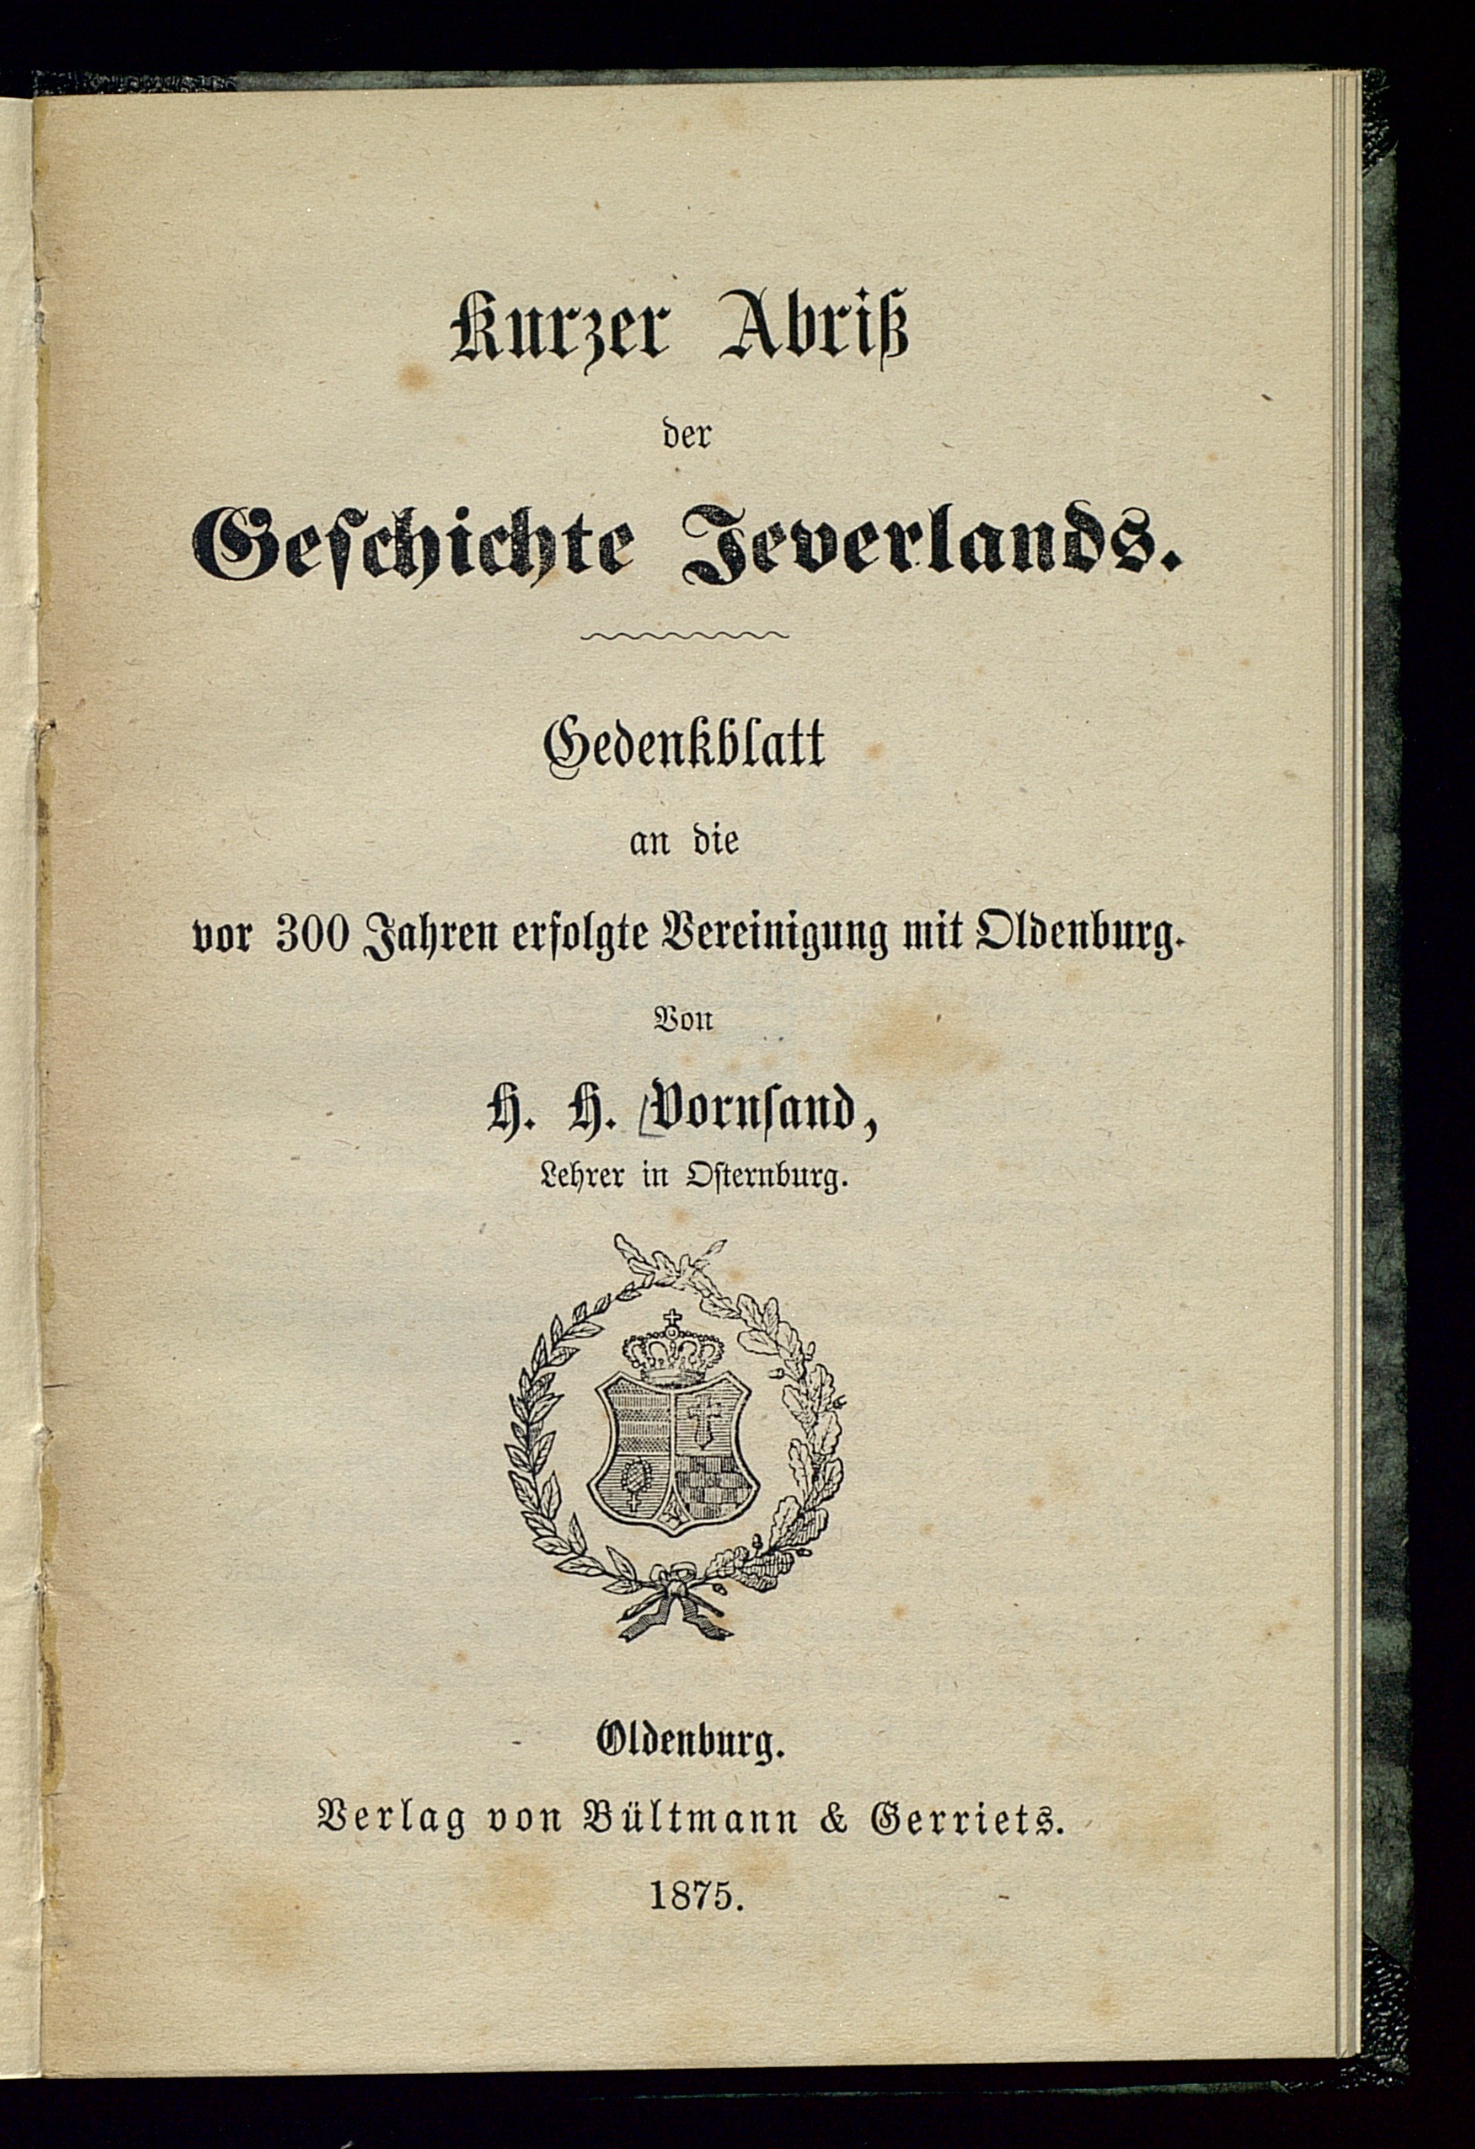 Kurzer Abriß
der
Geschichte Jeverlands.
Gedenkblatt
an die
vor 300 Jahren erfolgte Vereinigung mit Oldenburg.
Von
H. H. Vornsand,
Lehrer in Osternburg.
Oldenburg.
Verlag von Bültmann & Gerriets.
1875.